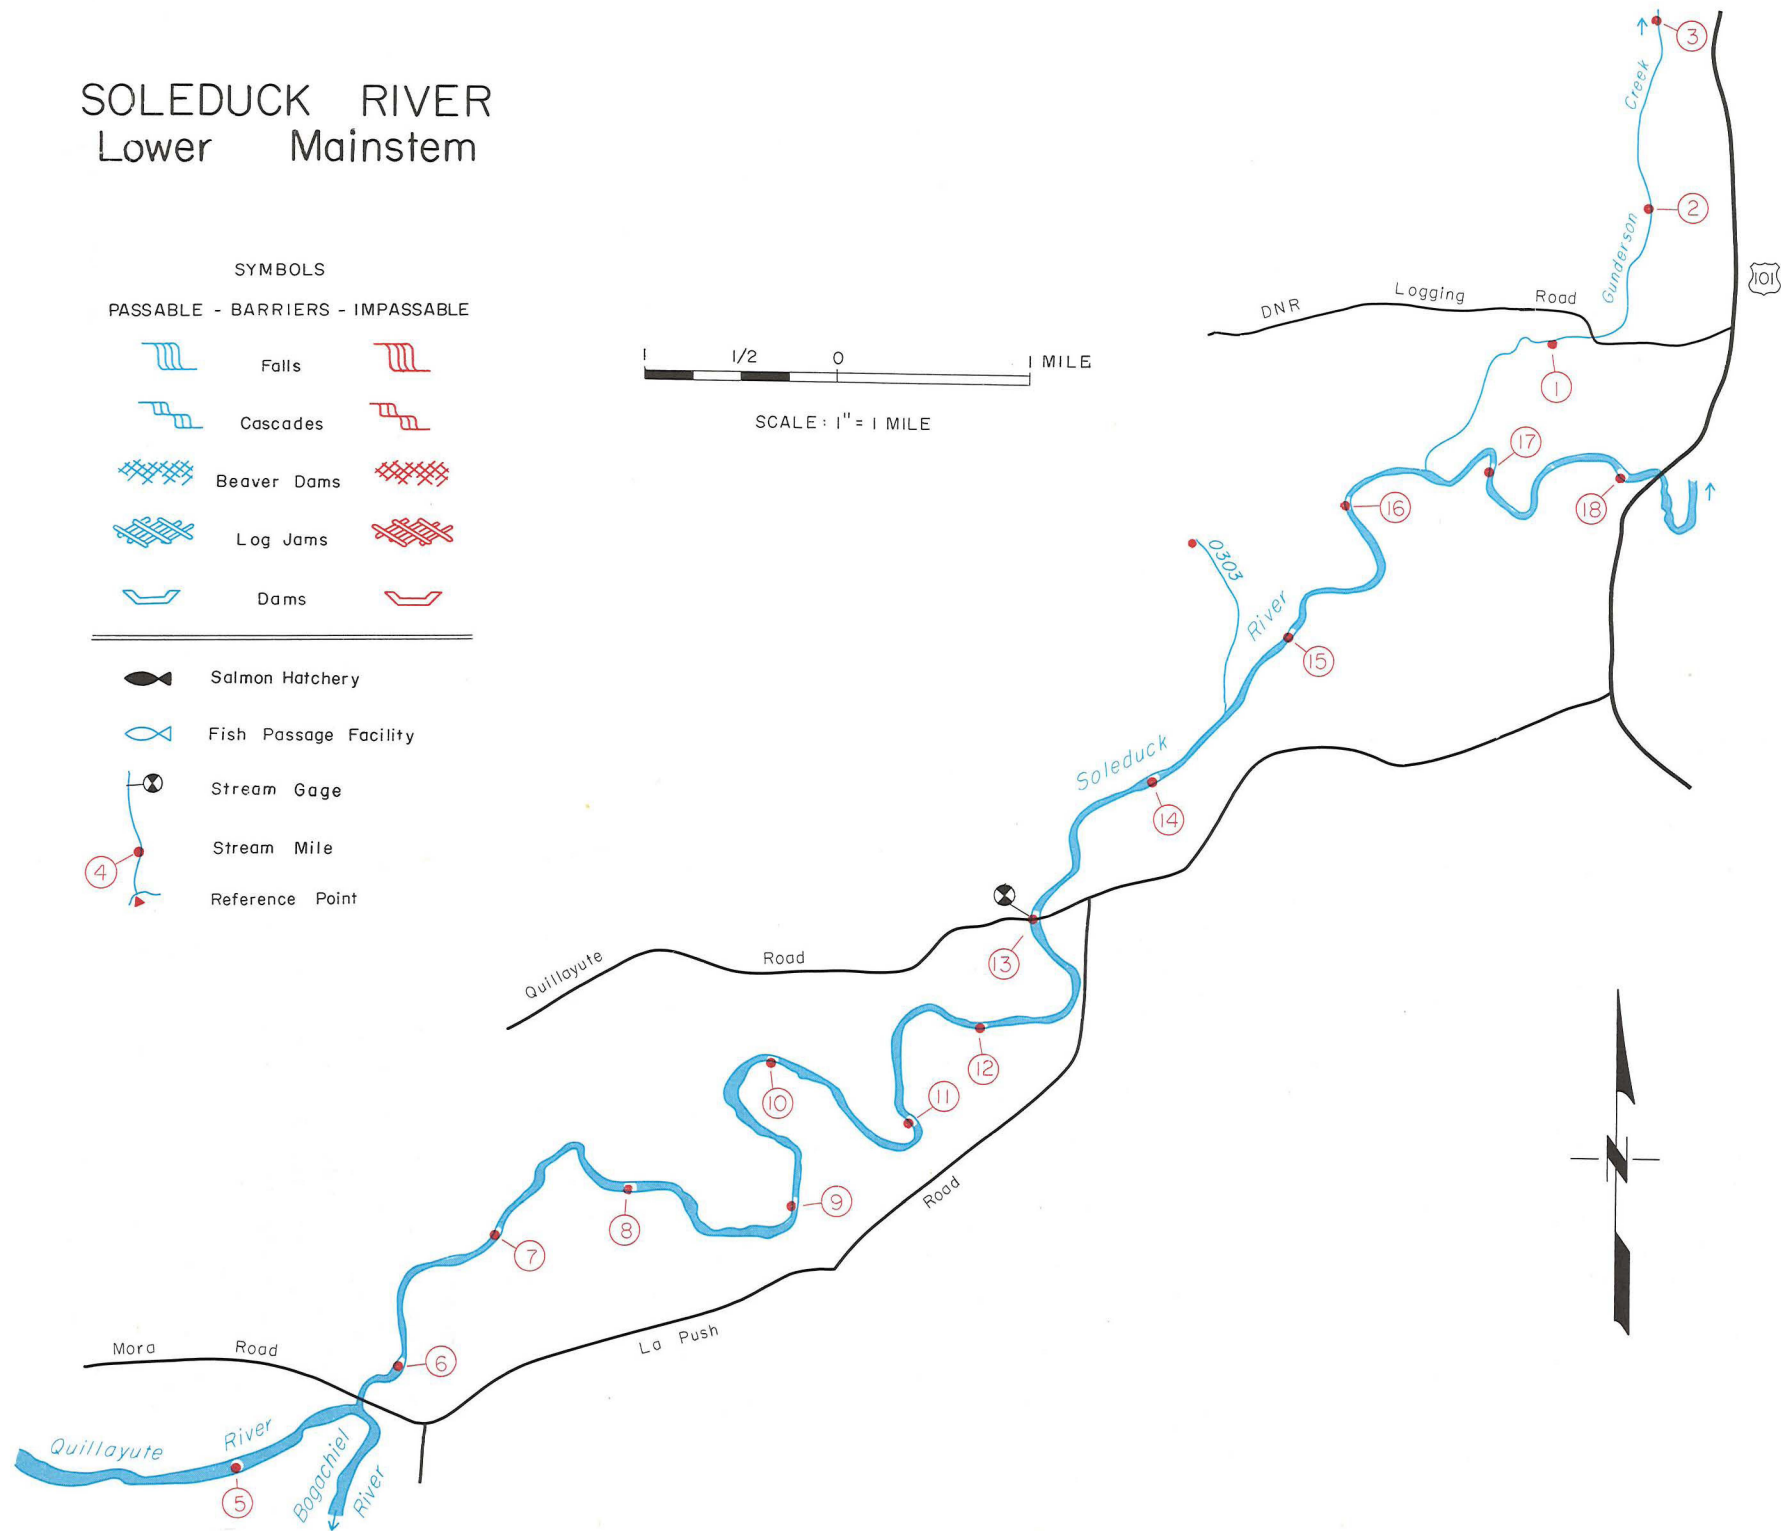 SOLEDUCK RIVER
Lower Mainstem
SYMBOLS
PASSABLE - BARRIERS - IMPASSABLE
Falls
Cascades
Beaver Dams
Log Jams
Dams
Salmon Hatchery
Fish Passage Facility
Stream Gage
Stream Mile
4
Reference Point
1 1/2 0 1 MILE
SCALE: 1" = 1 MILE
3
Gunderson Creek
2
101
DNR Logging Road
1
17
18
16
0303
15
Soleduck River
14
13
Quillayute Road
12
11
10
9
8
7
La Push Road
Mora Road
6
Quillayute River
5
Bogachiel River
N